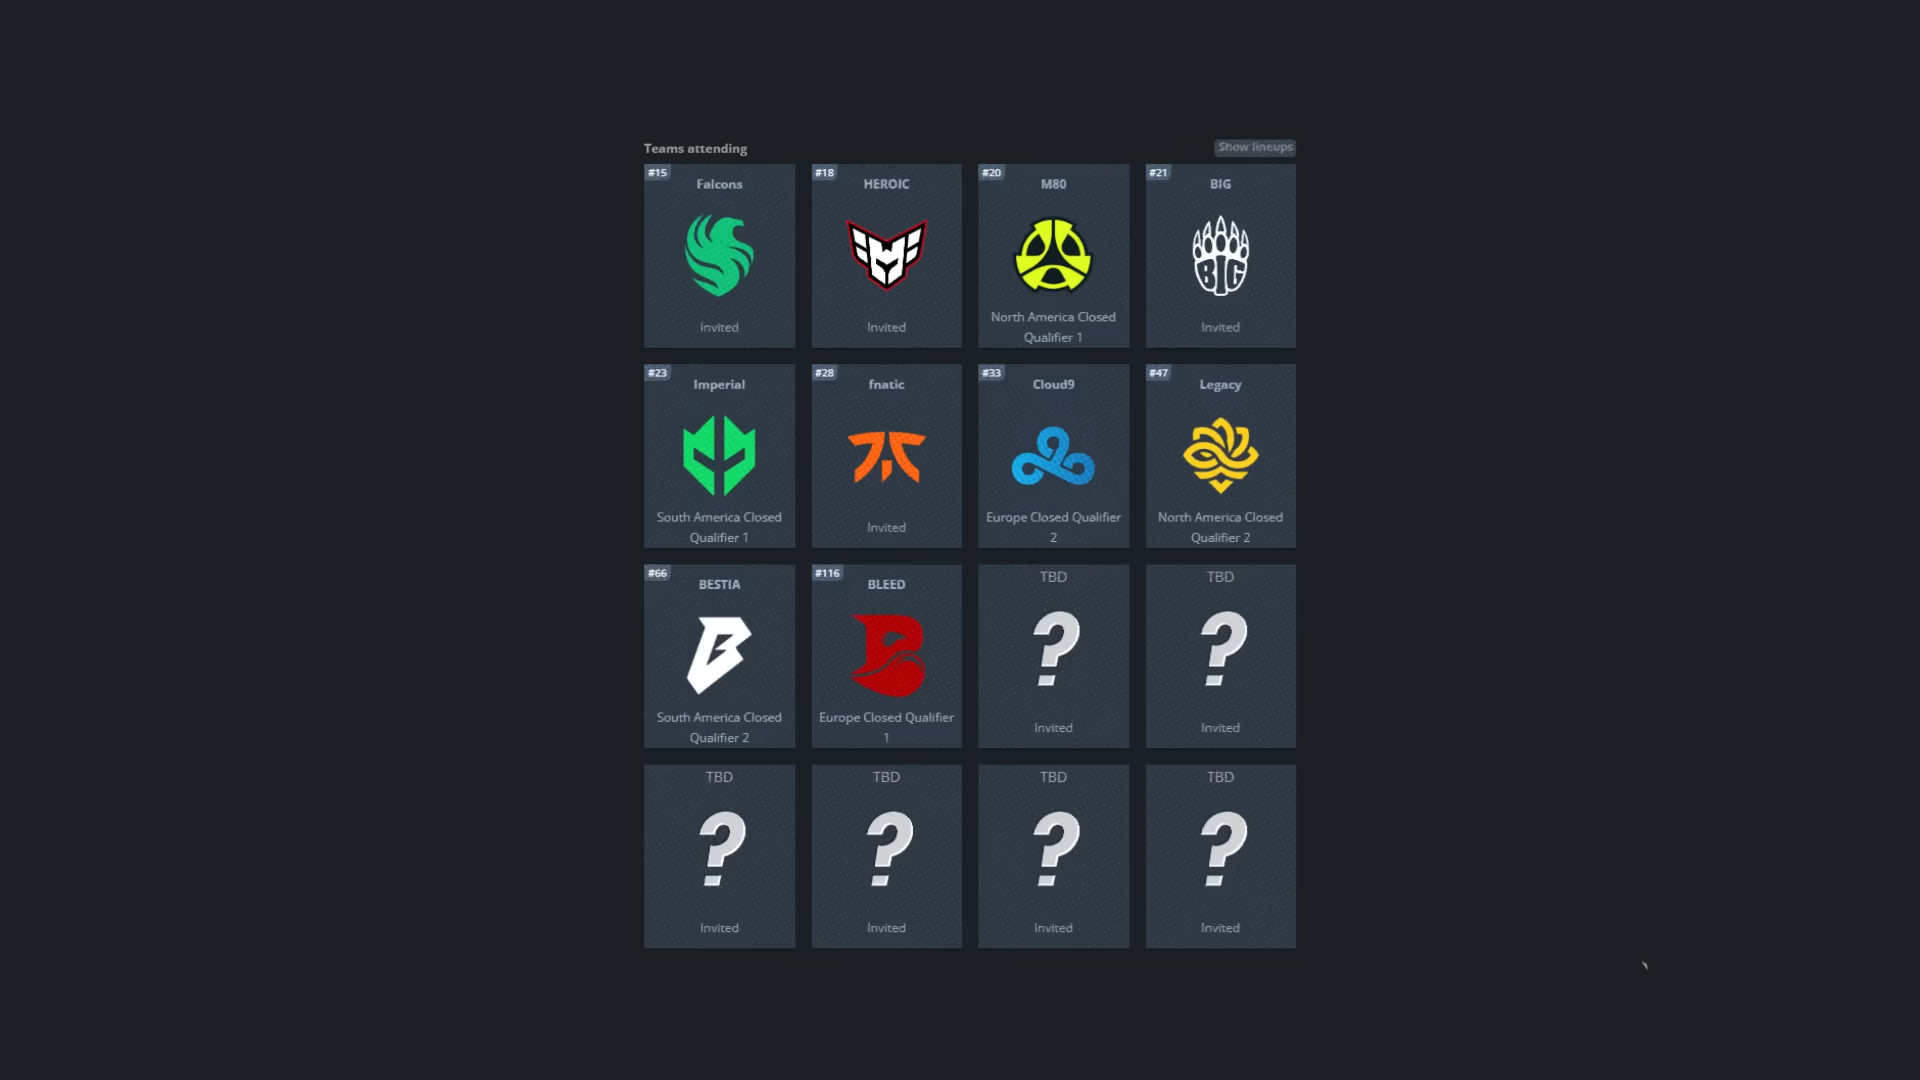 Teams attending
Show lineups
#15
Falcons
Invited
#18
HEROIC
Invited
#20
M80
North America Closed
Qualifier 1
#21
BIG
BIG
Invited
#23
Imperial
South America Closed
Qualifier 1
#28
fnatic
Invited
#33
Cloud9
Europe Closed Qualifier
2
#47
Legacy
North America Closed
Qualifier 2
#66
BESTIA
B
South America Closed
Qualifier 2
#116
BLEED
B
Europe Closed Qualifier
1
TBD
?
Invited
TBD
?
Invited
TBD
?
Invited
TBD
?
Invited
TBD
?
Invited
TBD
?
Invited